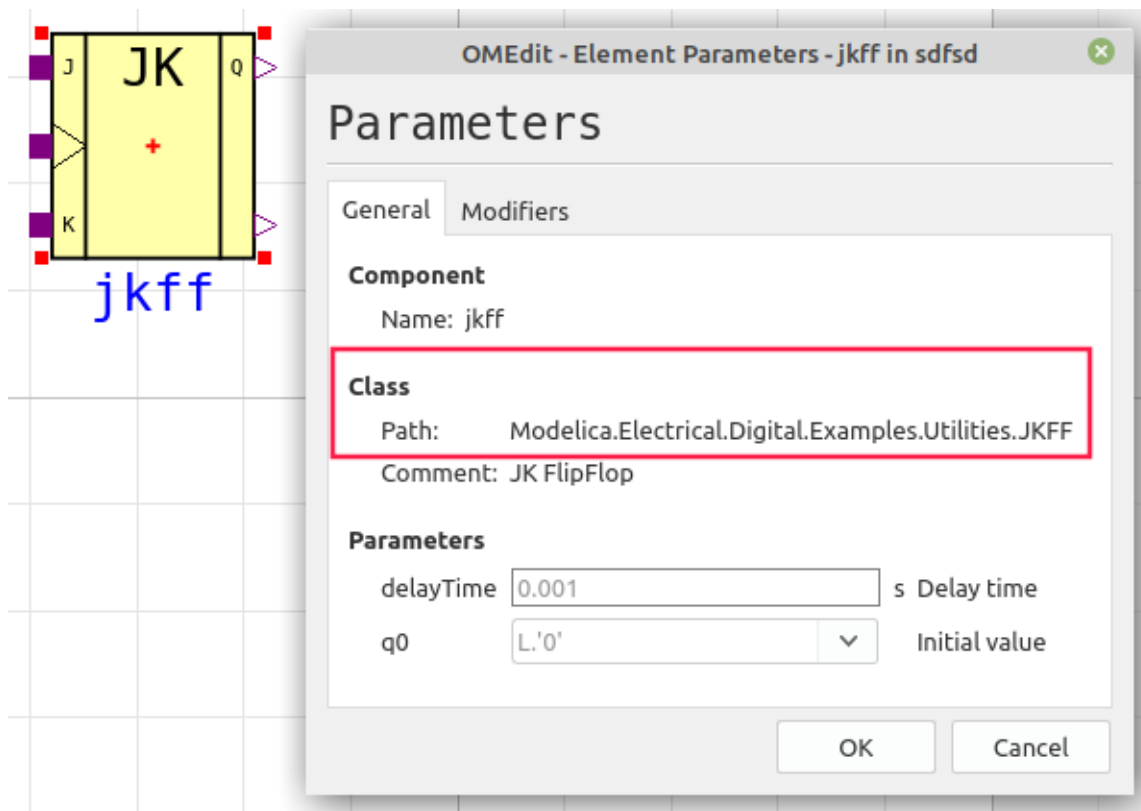 J
JK
Q
K
jkff
OMEdit - Element Parameters - jkff in sdfsd
Parameters
General Modifiers
Component
Name: jkff
Class
Path: Modelica.Electrical.Digital.Examples.Utilities.JKFF
Comment: JK FlipFlop
Parameters
delayTime 0.001 s Delay time
q0 L.'0' Initial value
OK Cancel